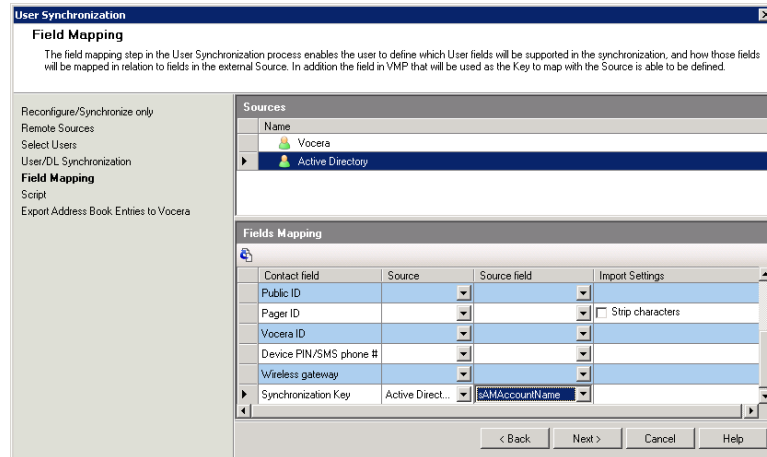 User Synchronization
Field Mapping
The field mapping step in the User Synchronization process enables the user to define which User fields will be supported in the synchronization, and how those fields
will be mapped in relation to fields in the external Source. In addition the field in VMP that will be used as the Key to map with the Source is able to be defined.
Reconfigure/Synchronize only
Remote Sources
Select Users
User/DL Synchronization
Field Mapping
Script
Export Address Book Entries to Vocera
Sources
Name
Vocera
Active Directory
Fields Mapping
Contact field Source Source field Import Settings
Public ID
Pager ID Strip characters
Vocera ID
Device PIN/SMS phone #
Wireless gateway
Synchronization Key Active Direct... sAMAccountName
< Back Next > Cancel Help